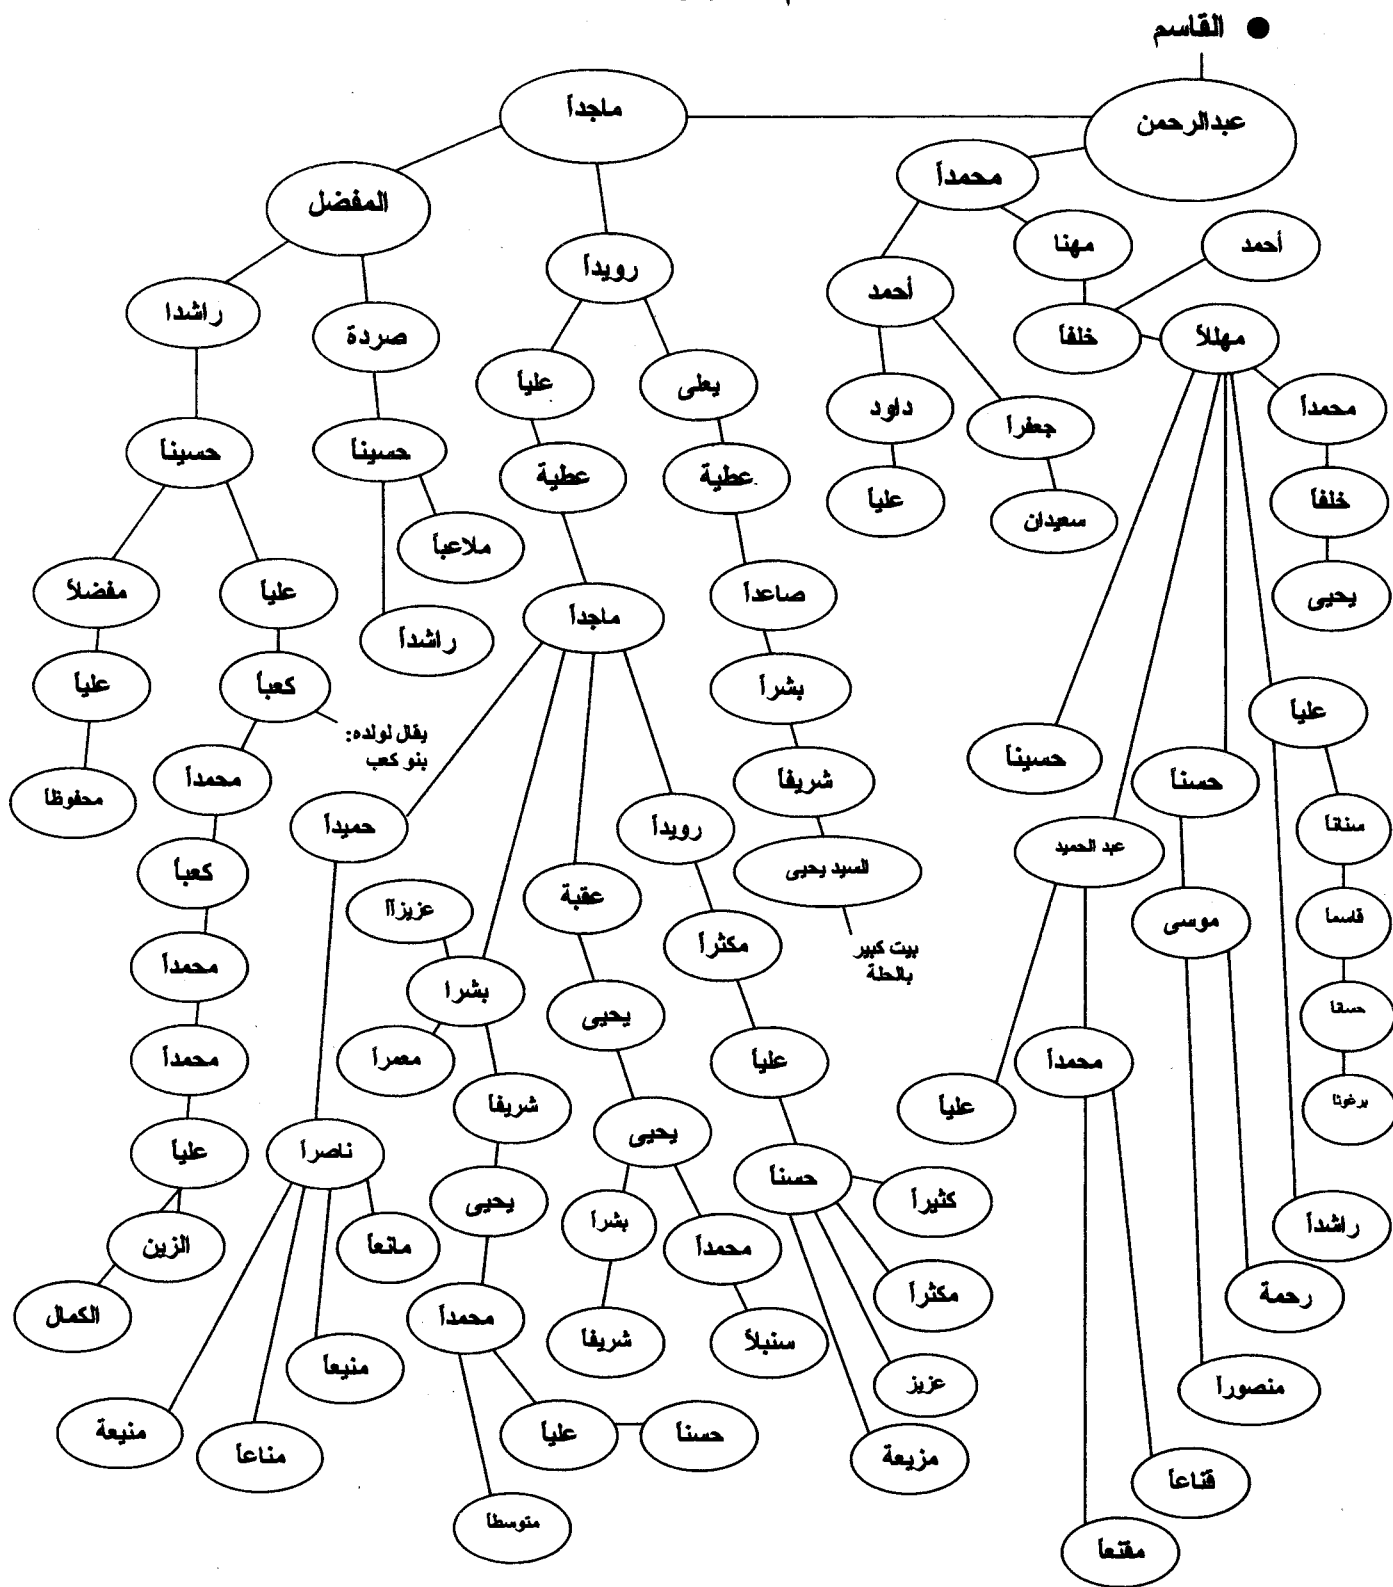 القاسم
عبدالرحمن
ماجداً
محمداً
المفضل
مهنا
أحمد
رويداً
أحمد
راشدا
صردة
خلفاً
مهللاً
علياً
يعلى
داود
جعفراً
محمداً
حسيناً
حسيناً
عطية
عطية
علياً
سعيدان
خلفاً
ملاعباً
مفضلاً
علياً
ماجداً
صاعداً
يحيى
راشداً
علياً
كعباً
بشراً
علياً
يقال لولده:
بنو كعب
محمداً
حسيناً
حسناً
محفوظاً
شريفاً
حميداً
رويداً
سناناً
عبد الحميد
كعباً
السيد يحيى
عزيزاً
عقبة
موسى
قاسما
بيت كبير
بالحلة
محمداً
مكثراً
بشرا
يحيى
حسانا
محمداً
معمراً
علياً
محمداً
علياً
شريفاً
برغوثا
علياً
ناصراً
يحيى
حسناً
كثيراً
يحيى
بشراً
محمداً
راشداً
الزين
مانعاً
الكمال
محمداً
مكثراً
رحمة
شريفاً
سنبلاً
منيعاً
عزيز
منصوراً
منيعة
مناعاً
علياً
حسناً
مزيعة
قناعاً
متوسطاً
مقنعاً